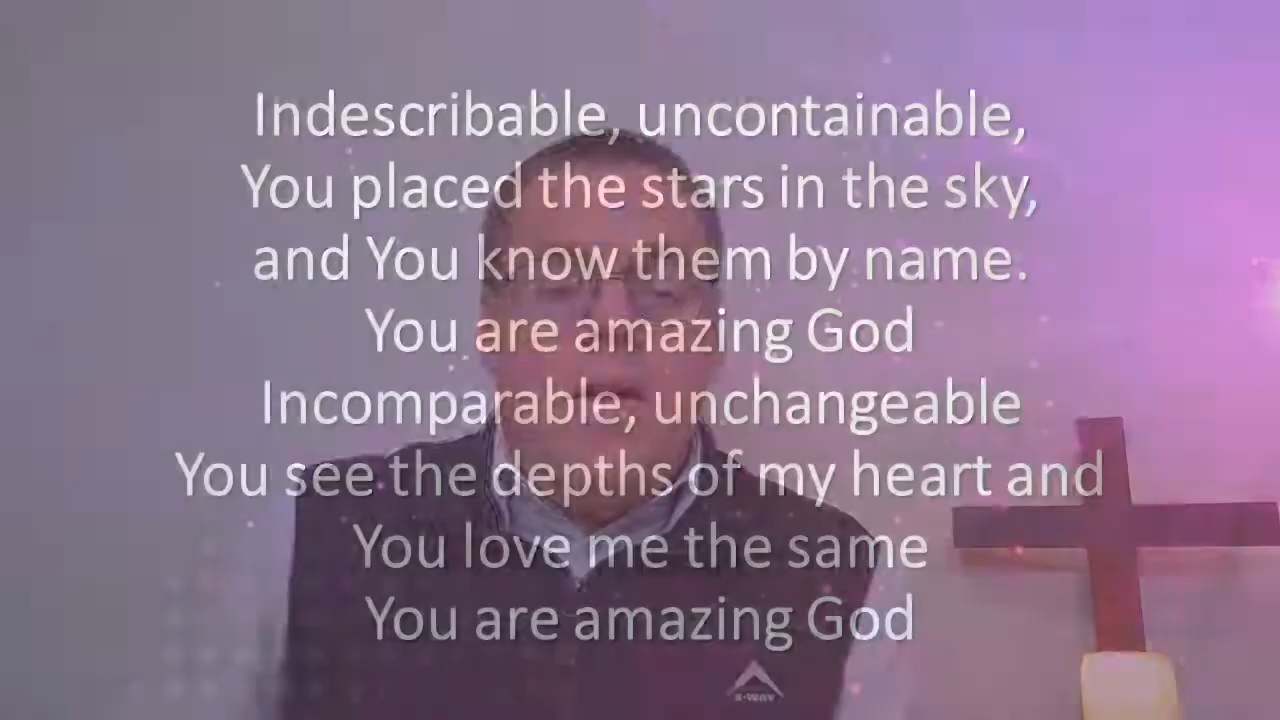 Indescribable, uncontainable,
You placed the stars in the sky,
and You know them by name.
You are amazing God
Incomparable, unchangeable
You see the depths of my heart and
You love me the same
You are amazing God
S-WAY